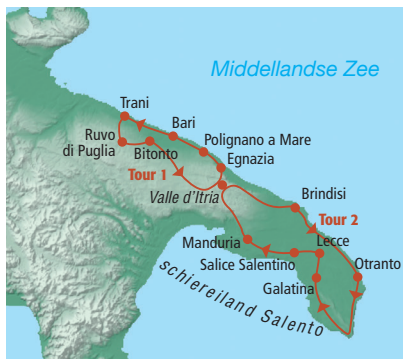 Middellandse Zee
Trani
Bari
Ruvo
di Puglia
Bitonto
Polignano a Mare
Egnazia
Tour 1
Valle d'Itria
Brindisi
Tour 2
Manduria
Lecce
Salice Salentino
Otranto
Galatina
schiereiland Salento